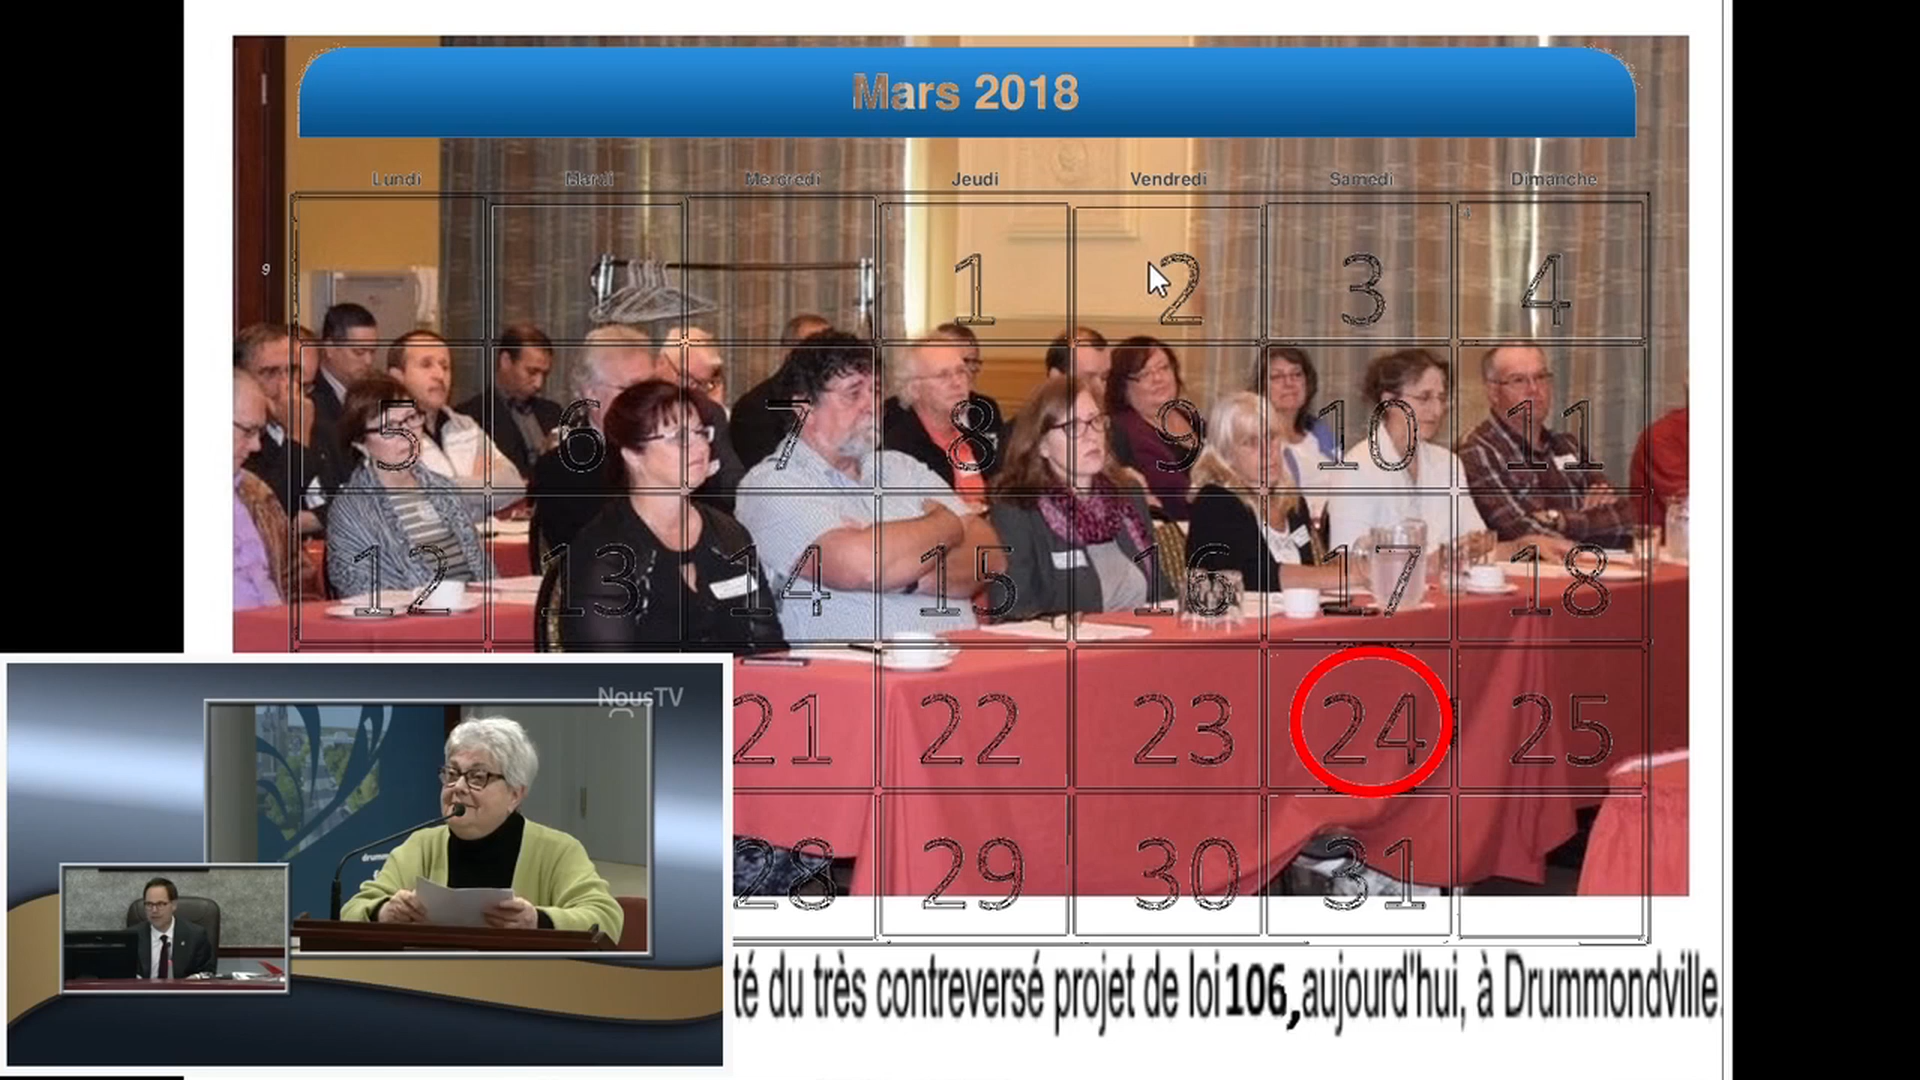 Mars 2018
Lundi Mardi Mercredi Jeudi Vendredi Samedi Dimanche
9 1 2 3 4
5 6 7 8 9 10 11
12 13 14 15 16 17 18
21 22 23 24 25
28 29 30 31
NousTV
drumm
té du très contreversé projet de loi 106, aujourd'hui, à Drummondville.